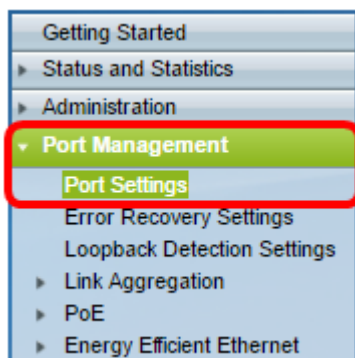 Getting Started
Status and Statistics
Administration
Port Management
Port Settings
Error Recovery Settings
Loopback Detection Settings
Link Aggregation
PoE
Energy Efficient Ethernet